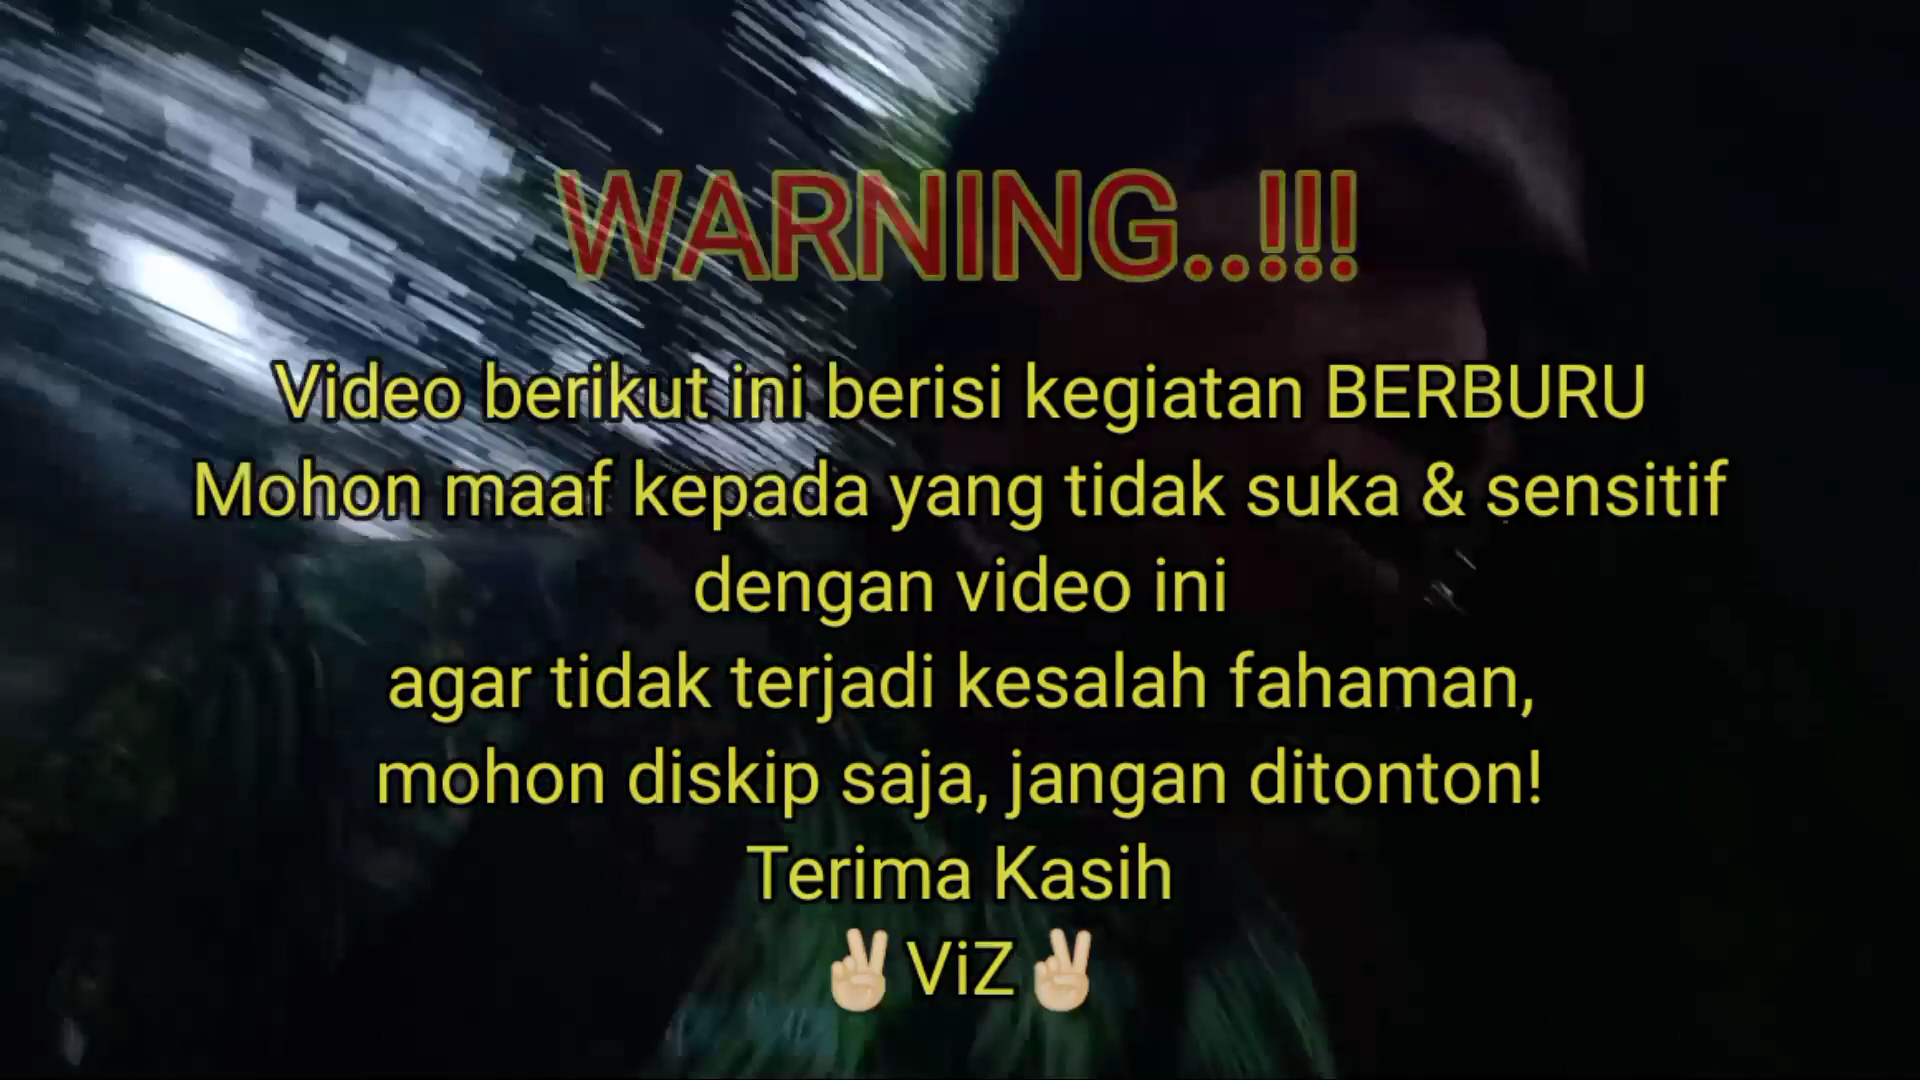 WARNING..!!!
Video berikut ini berisi kegiatan BERBURU
Mohon maaf kepada yang tidak suka & sensitif
dengan video ini
agar tidak terjadi kesalah fahaman,
mohon diskip saja, jangan ditonton!
Terima Kasih
✌🏻ViZ✌🏻